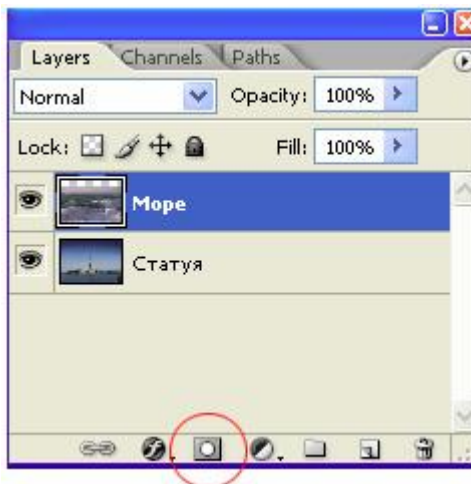 Layers Channels Paths
Normal Opacity: 100%
Lock: Fill: 100%
Море
Статуя